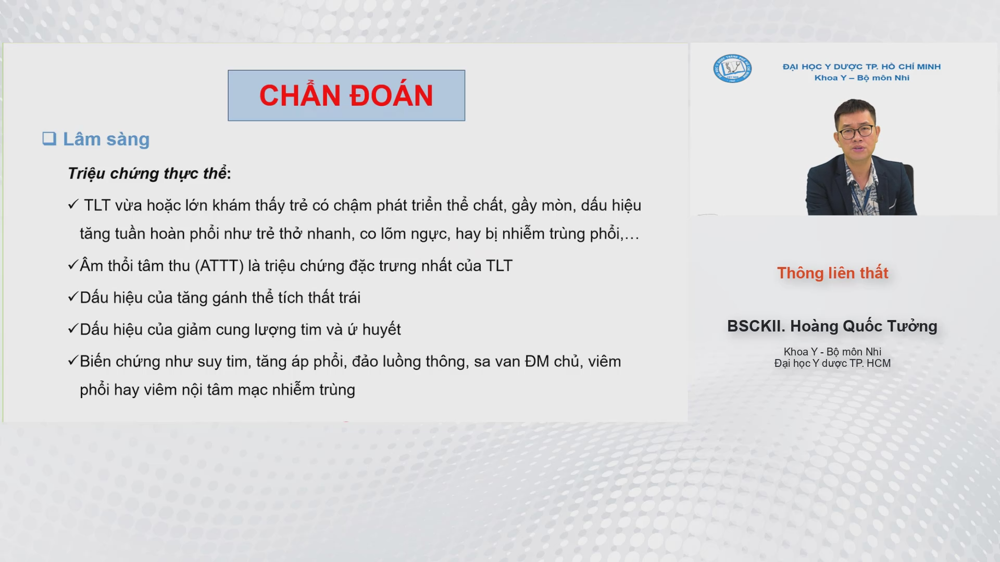 CHẨN ĐOÁN
❑ Lâm sàng
Triệu chứng thực thể:
✓ TLT vừa hoặc lớn khám thấy trẻ có chậm phát triển thể chất, gầy mòn, dấu hiệu
tăng tuần hoàn phổi như trẻ thở nhanh, co lõm ngực, hay bị nhiễm trùng phổi,…
✓Âm thổi tâm thu (ATTT) là triệu chứng đặc trưng nhất của TLT
✓Dấu hiệu của tăng gánh thể tích thất trái
✓Dấu hiệu của giảm cung lượng tim và ứ huyết
✓Biến chứng như suy tim, tăng áp phổi, đảo luồng thông, sa van ĐM chủ, viêm
phổi hay viêm nội tâm mạc nhiễm trùng
ĐẠI HỌC Y DƯỢC TP. HỒ CHÍ MINH
Khoa Y – Bộ môn Nhi
Thông liên thất
BSCKII. Hoàng Quốc Tưởng
Khoa Y - Bộ môn Nhi
Đại học Y dược TP. HCM